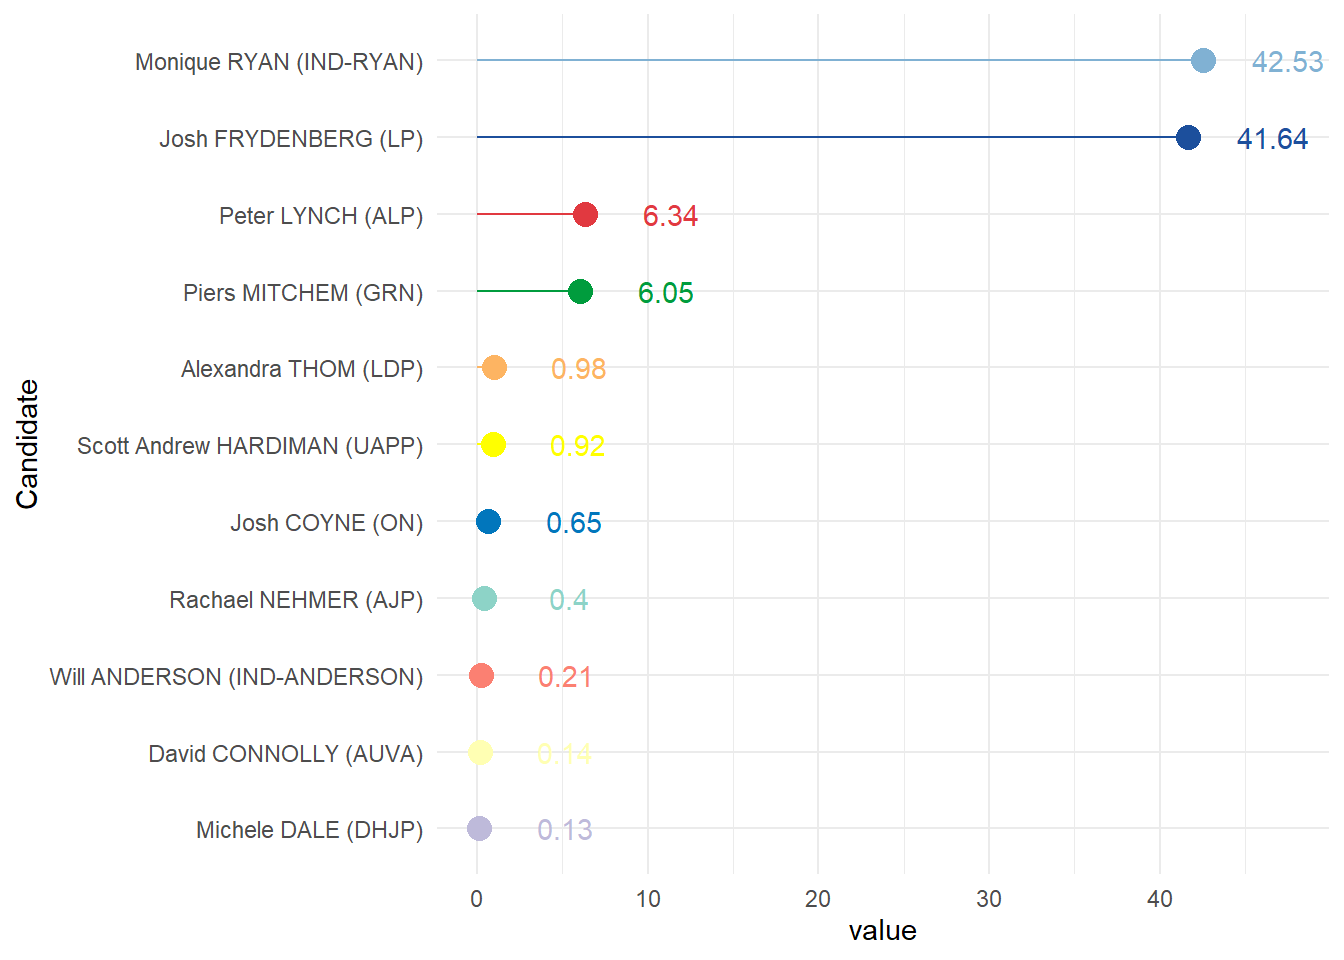 Monique RYAN (IND-RYAN) 42.53
Josh FRYDENBERG (LP) 41.64
Peter LYNCH (ALP) 6.34
Piers MITCHEM (GRN) 6.05
Alexandra THOM (LDP) 0.98
Scott Andrew HARDIMAN (UAPP) 0.92
Josh COYNE (ON) 0.65
Rachael NEHMER (AJP) 0.4
Will ANDERSON (IND-ANDERSON) 0.21
David CONNOLLY (AUVA) 0.14
Michele DALE (DHJP) 0.13
Candidate
0 10 20 30 40
value